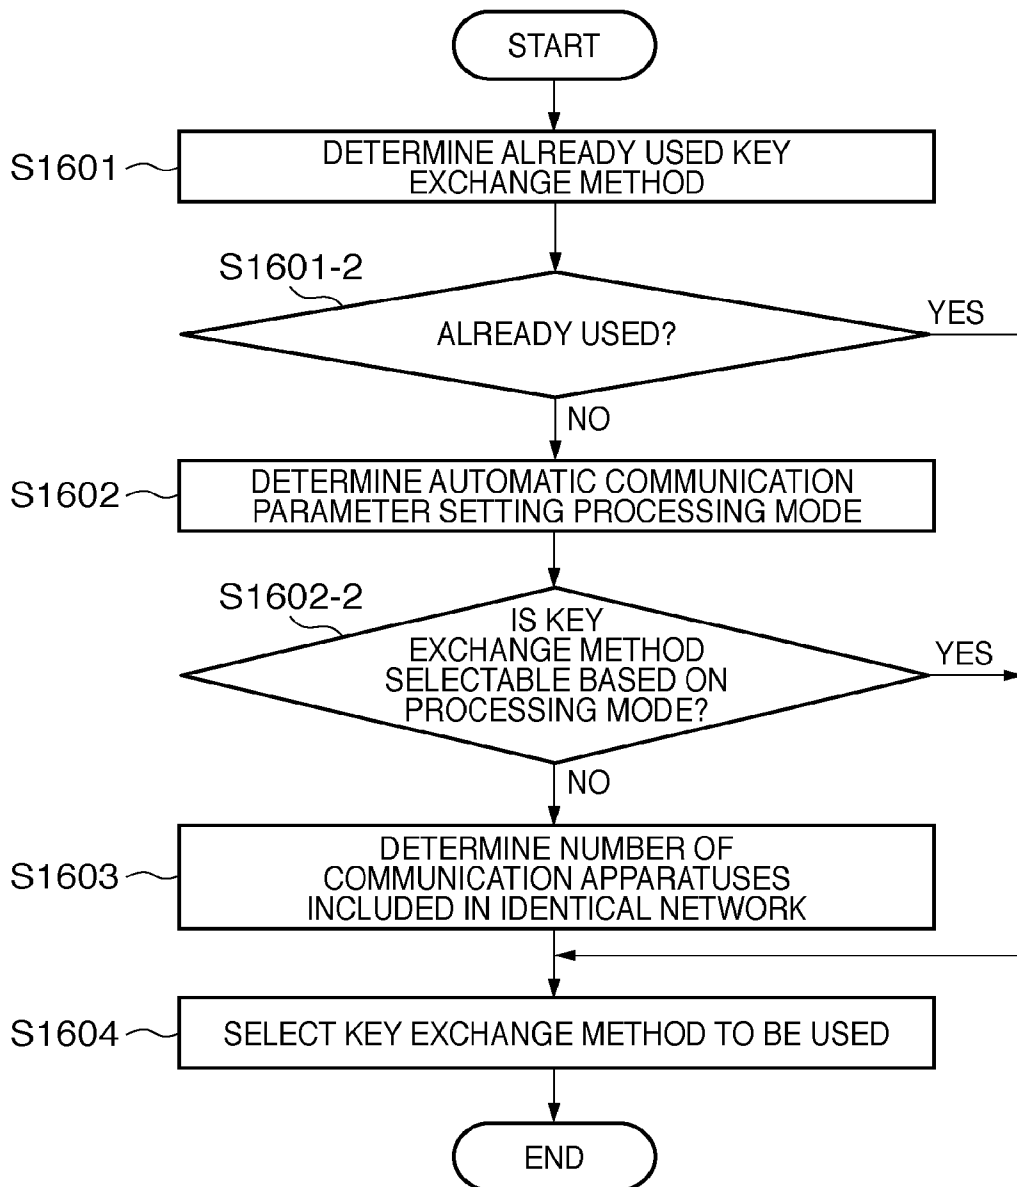 START
S1601
DETERMINE ALREADY USED KEY
EXCHANGE METHOD
S1601-2
ALREADY USED?
YES
NO
S1602
DETERMINE AUTOMATIC COMMUNICATION
PARAMETER SETTING PROCESSING MODE
S1602-2
IS KEY
EXCHANGE METHOD
SELECTABLE BASED ON
PROCESSING MODE?
YES
NO
S1603
DETERMINE NUMBER OF
COMMUNICATION APPARATUSES
INCLUDED IN IDENTICAL NETWORK
S1604
SELECT KEY EXCHANGE METHOD TO BE USED
END